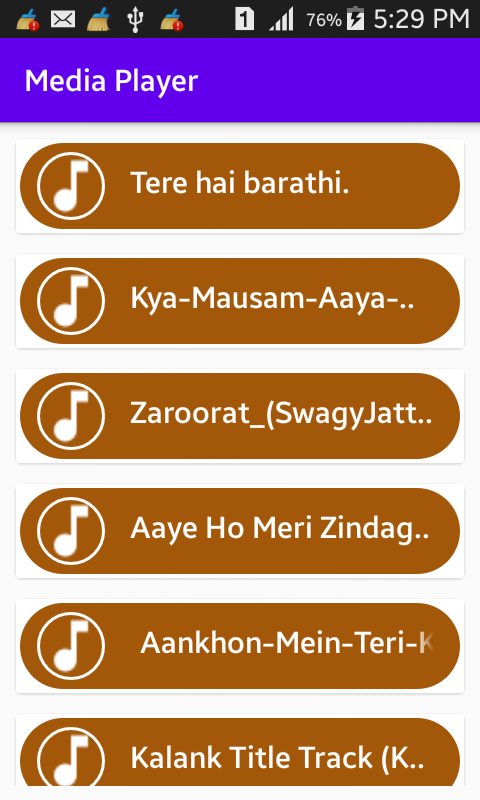 1 76% 5:29 PM
Media Player
Tere hai barathi.
Kya-Mausam-Aaya-..
Zaroorat_(SwagyJatt..
Aaye Ho Meri Zindag..
Aankhon-Mein-Teri-K
Kalank Title Track (K..